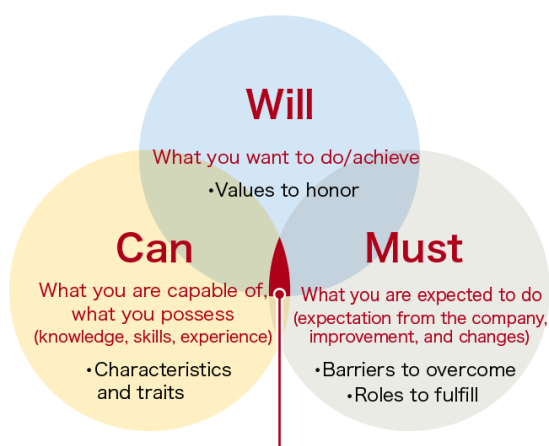 Will
What you want to do/achieve
・Values to honor
Can
What you are capable of,
what you possess
(knowledge, skills, experience)
・Characteristics
and traits
Must
What you are expected to do
(expectation from the company,
improvement, and changes)
・Barriers to overcome
・Roles to fulfill